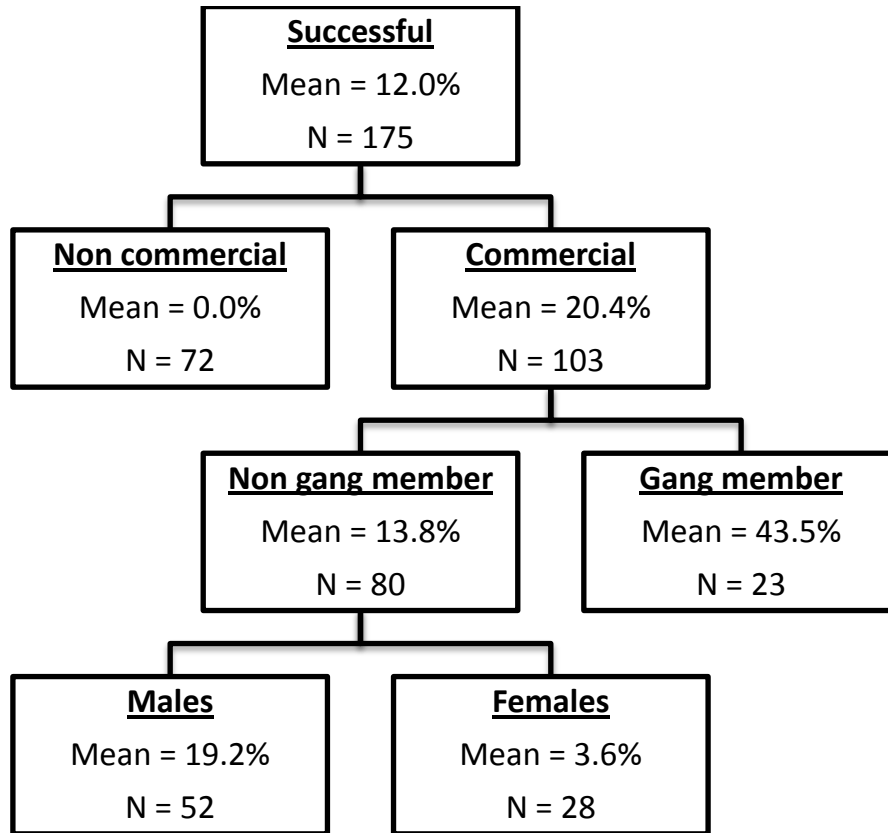 Successful
Mean = 12.0%
N = 175
Non commercial
Mean = 0.0%
N = 72
Commercial
Mean = 20.4%
N = 103
Non gang member
Mean = 13.8%
N = 80
Gang member
Mean = 43.5%
N = 23
Males
Mean = 19.2%
N = 52
Females
Mean = 3.6%
N = 28